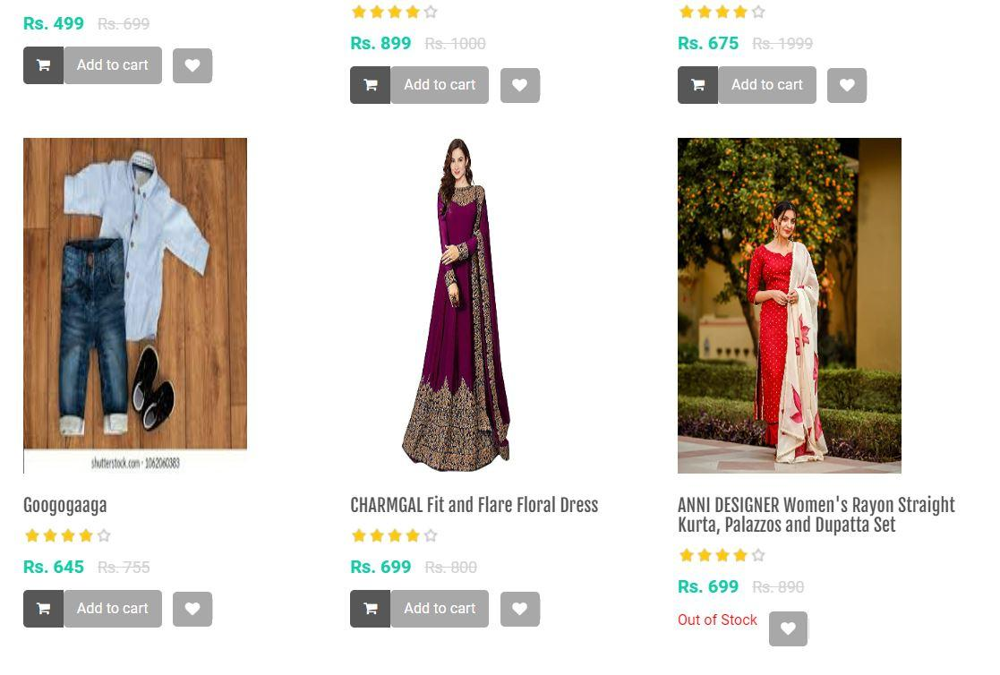 Rs. 499 Rs. 699
Add to cart
Rs. 899 Rs. 1000
Add to cart
Rs. 675 Rs. 1999
Add to cart
shutterstock.com · 1062060383
Googogaaga
Rs. 645 Rs. 755
Add to cart
CHARMGAL Fit and Flare Floral Dress
Rs. 699 Rs. 800
Add to cart
ANNI DESIGNER Women's Rayon Straight
Kurta, Palazzos and Dupatta Set
Rs. 699 Rs. 890
Out of Stock